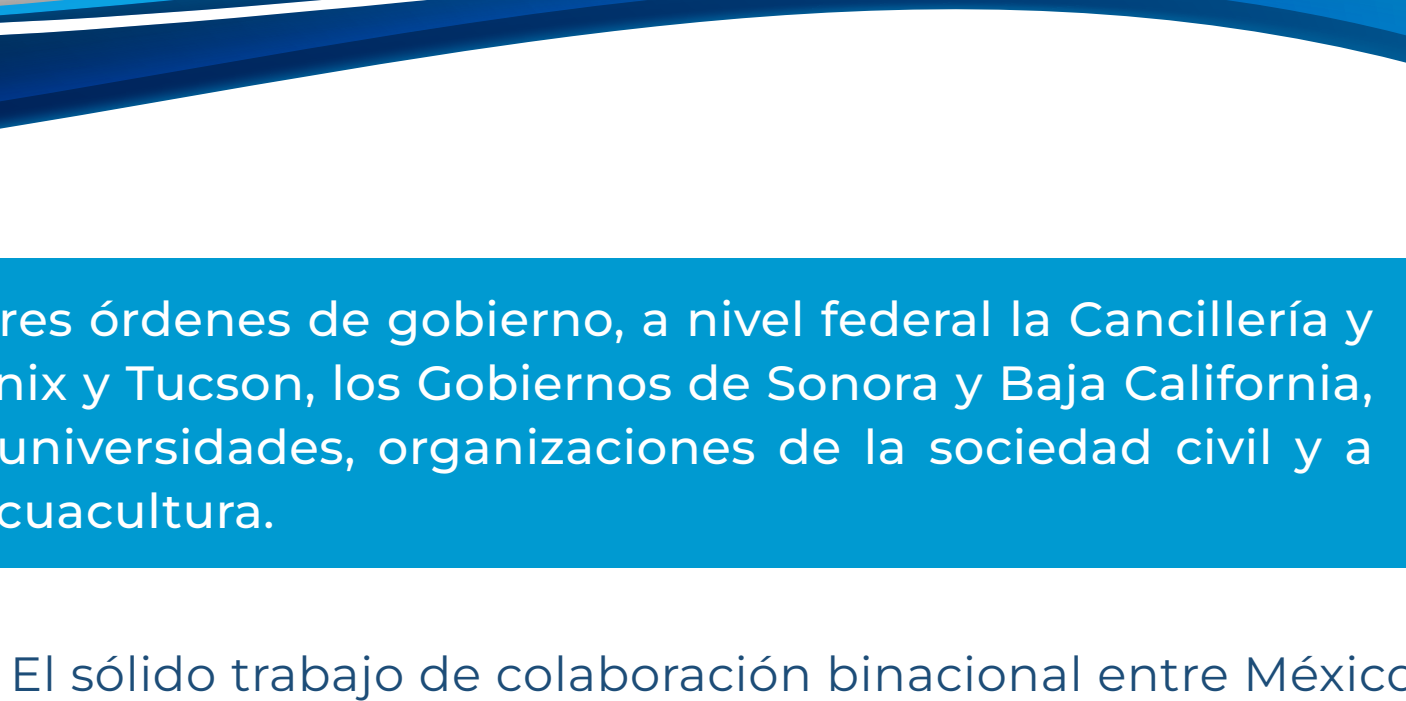 res órdenes de gobierno, a nivel federal la Cancillería y
nix y Tucson, los Gobiernos de Sonora y Baja California,
universidades, organizaciones de la sociedad civil y a
cuacultura.
El sólido trabajo de colaboración binacional entre México